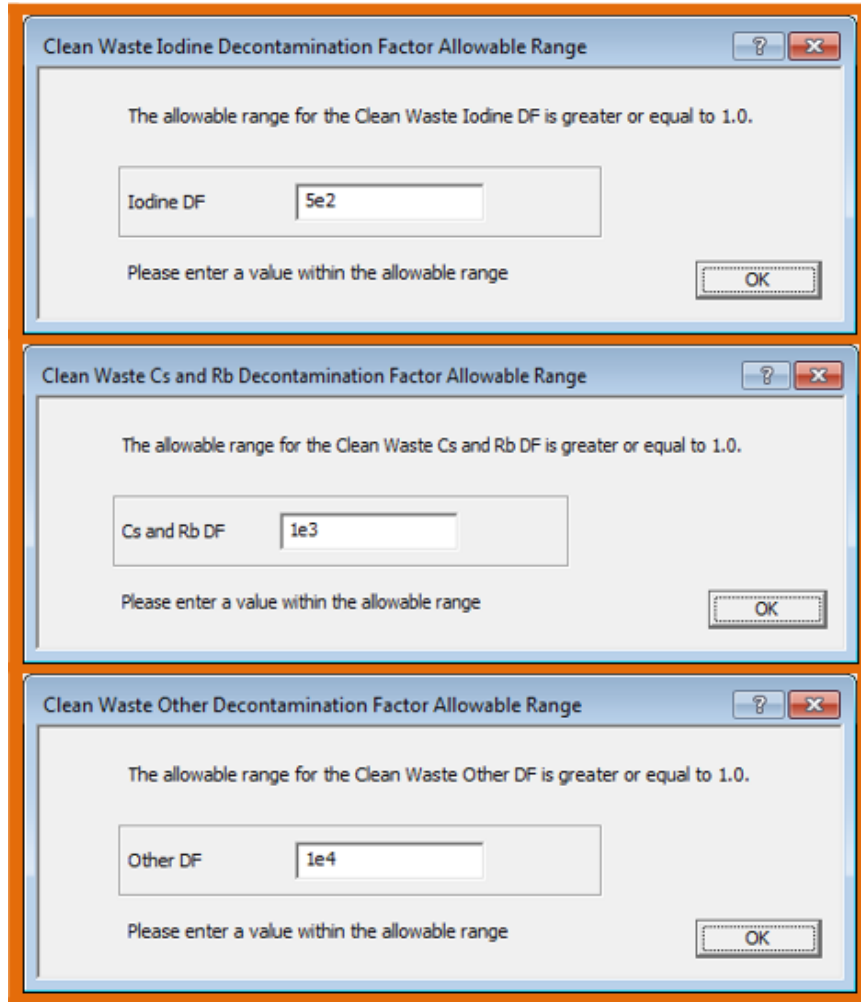 Clean Waste Iodine Decontamination Factor Allowable Range
The allowable range for the Clean Waste Iodine DF is greater or equal to 1.0.
Iodine DF 5e2
Please enter a value within the allowable range
OK
Clean Waste Cs and Rb Decontamination Factor Allowable Range
The allowable range for the Clean Waste Cs and Rb DF is greater or equal to 1.0.
Cs and Rb DF 1e3
Please enter a value within the allowable range
OK
Clean Waste Other Decontamination Factor Allowable Range
The allowable range for the Clean Waste Other DF is greater or equal to 1.0.
Other DF 1e4
Please enter a value within the allowable range
OK